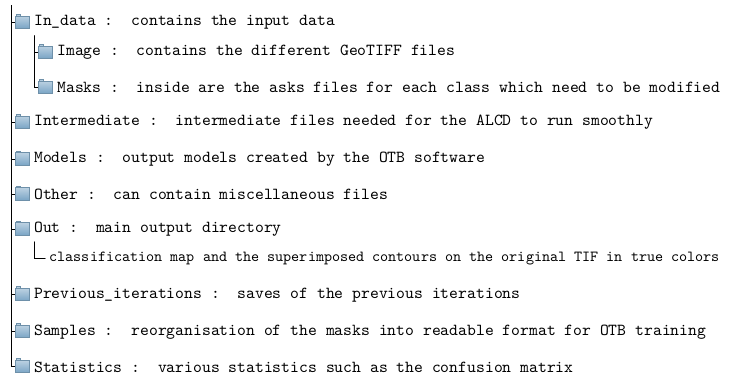 In_data : contains the input data
Image : contains the different GeoTIFF files
Masks : inside are the asks files for each class which need to be modified
Intermediate : intermediate files needed for the ALCD to run smoothly
Models : output models created by the OTB software
Other : can contain miscellaneous files
Out : main output directory
classification map and the superimposed contours on the original TIF in true colors
Previous_iterations : saves of the previous iterations
Samples : reorganisation of the masks into readable format for OTB training
Statistics : various statistics such as the confusion matrix